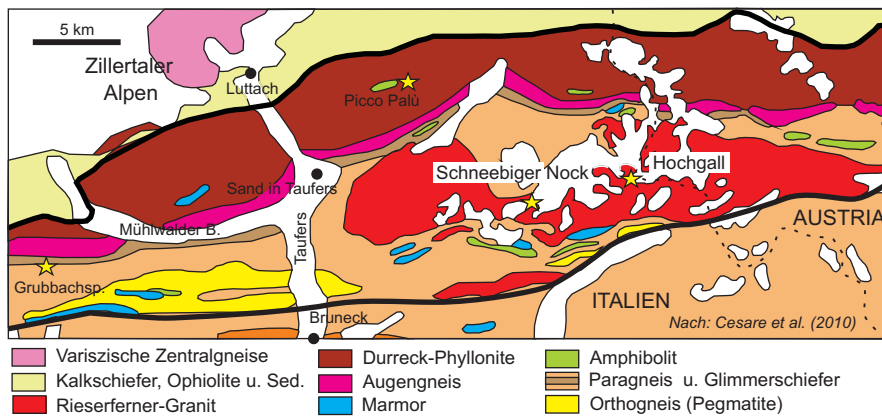 5 km
Zillertaler
Alpen
Luttach
Picco Palù
Schneebiger Nock
Hochgall
Sand in Taufers
Mühlwalder B.
Taufers
AUSTRIA
Grubbachsp.
ITALIEN
Bruneck
Nach: Cesare et al. (2010)
Variszische Zentralgneise
Durreck-Phyllonite
Amphibolit
Kalkschiefer, Ophiolite u. Sed.
Augengneis
Paragneis u. Glimmerschiefer
Rieserferner-Granit
Marmor
Orthogneis (Pegmatite)